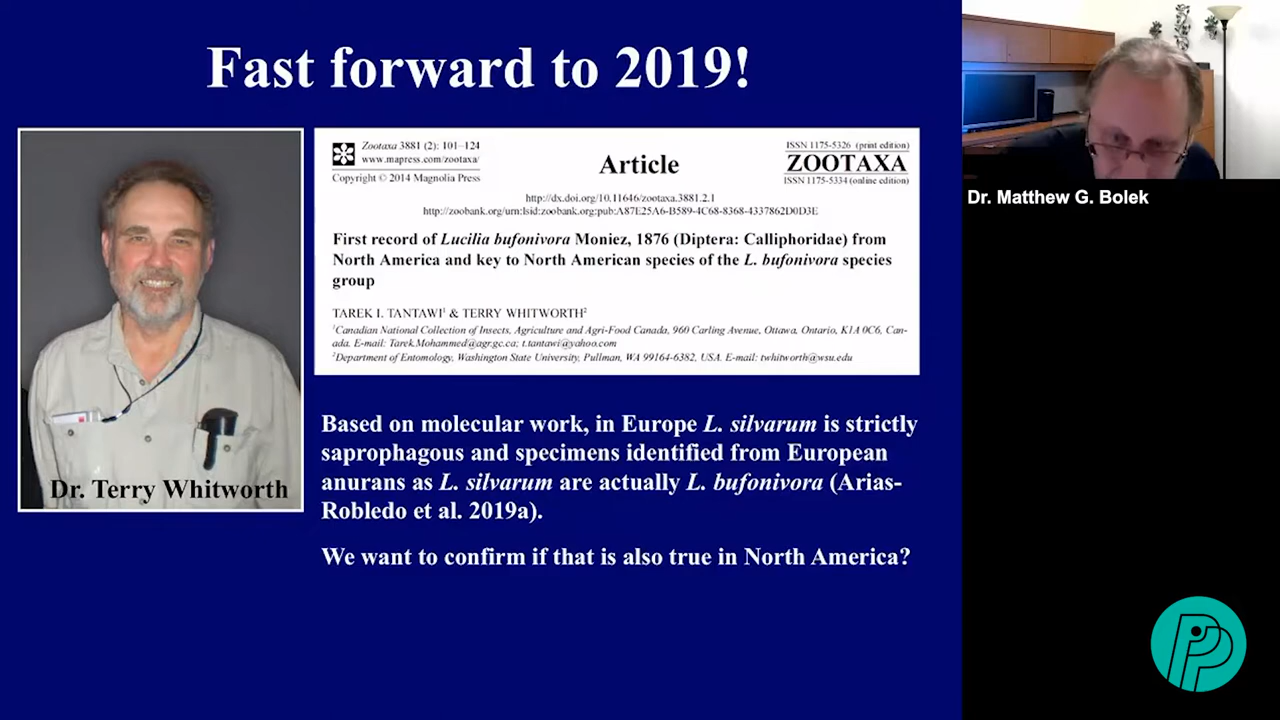 Fast forward to 2019!
Zootaxa 3881 (2): 101–124
www.mapress.com/zootaxa/
Copyright © 2014 Magnolia Press
Article
ISSN 1175-5326 (print edition)
ZOOTAXA
ISSN 1175-5334 (online edition)
http://dx.doi.org/10.11646/zootaxa.3881.2.1
http://zoobank.org/urn:lsid:zoobank.org:pub:A87E25A6-B589-4C68-8368-4337862D0D3E
First record of Lucilia bufonivora Moniez, 1876 (Diptera: Calliphoridae) from
North America and key to North American species of the L. bufonivora species
group
TAREK I. TANTAWI¹ & TERRY WHITWORTH²
¹Canadian National Collection of Insects, Agriculture and Agri-Food Canada, 960 Carling Avenue, Ottawa, Ontario, K1A 0C6, Can-
ada. E-mail: Tarek.Mohammed@agr.gc.ca; t.tantawi@yahoo.com
²Department of Entomology, Washington State University, Pullman, WA 99164-6382, USA. E-mail: twhitworth@wsu.edu
Dr. Terry Whitworth
Based on molecular work, in Europe L. silvarum is strictly
saprophagous and specimens identified from European
anurans as L. silvarum are actually L. bufonivora (Arias-
Robledo et al. 2019a).
We want to confirm if that is also true in North America?
Dr. Matthew G. Bolek